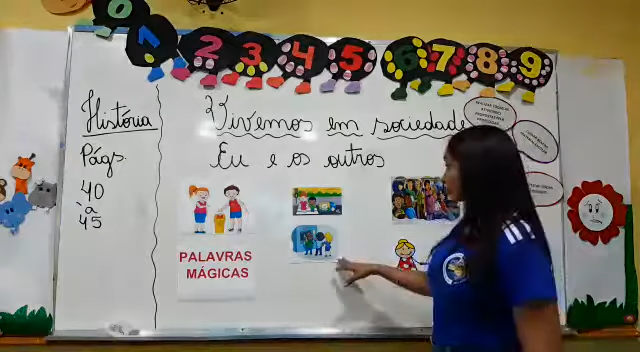 0 1 2 3 4 5 6 7 8 9
História
Págs.
40
à
45
Vivemos em sociedade
Eu e os outros
PALAVRAS
MÁGICAS